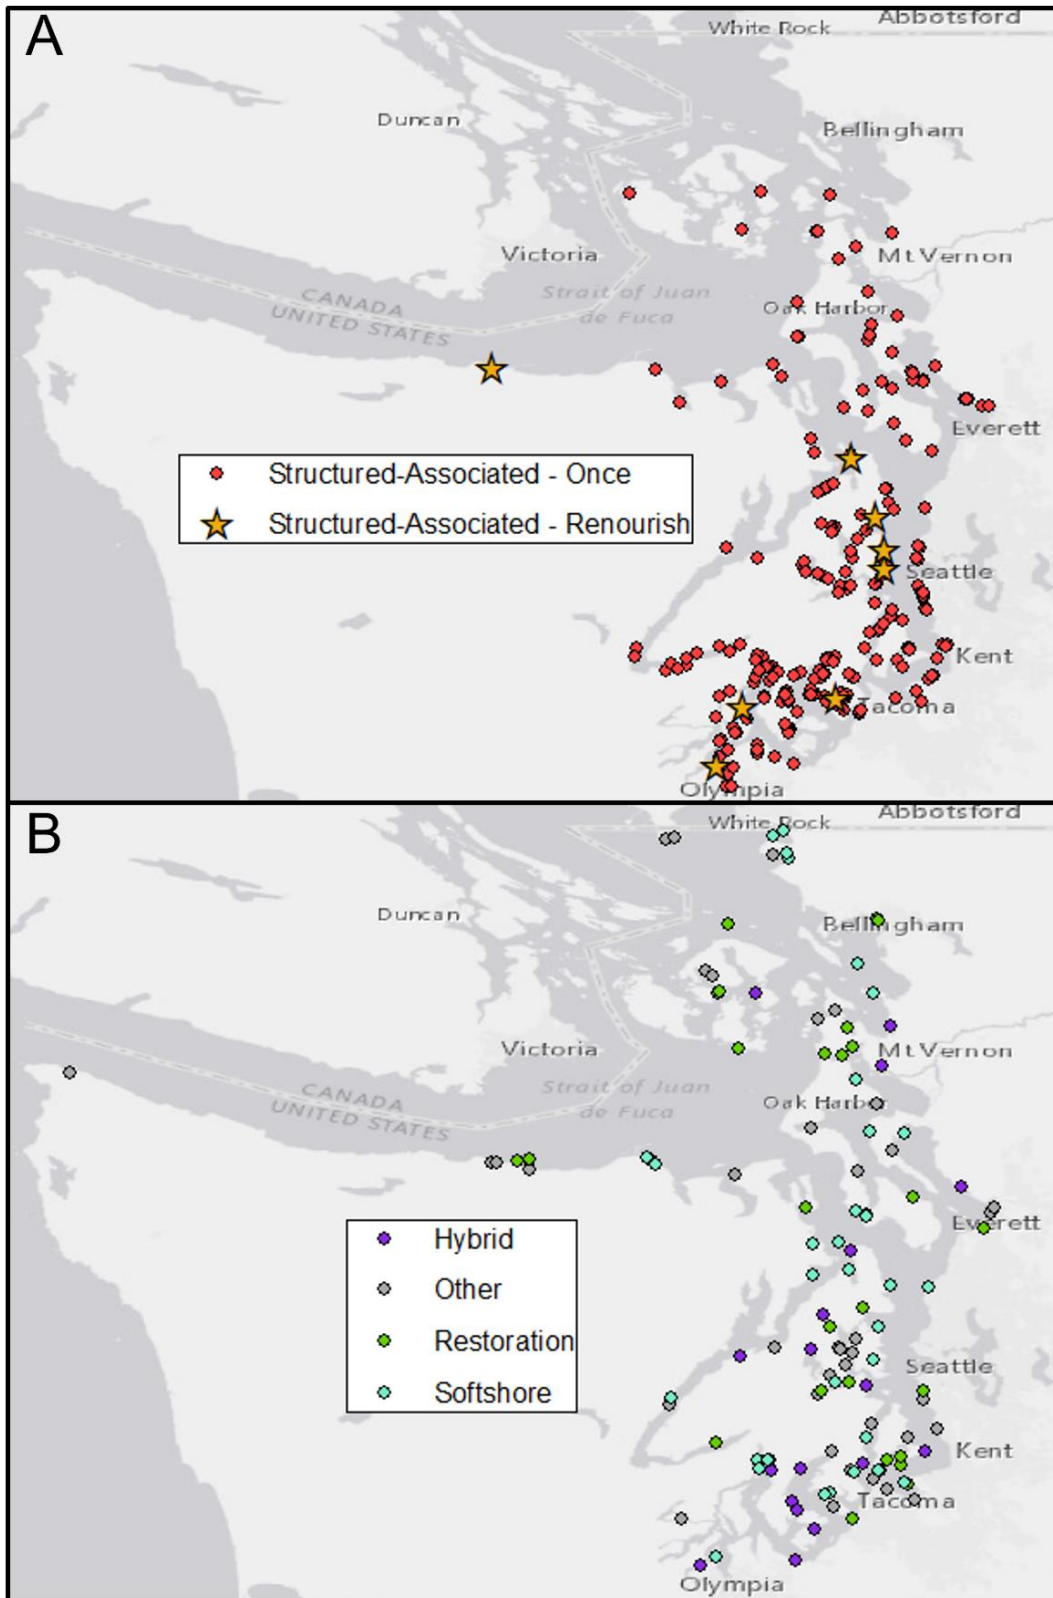 A
Abbotsford
White Rock
Duncan
Bellingham
Victoria
Mt Vernon
CANADA
UNITED STATES
Strait of Juan
de Fuca
Oak Harbor
Everett
Structured-Associated - Once
Structured-Associated - Renourish
Seattle
Kent
Tacoma
Olympia
B
Abbotsford
White Rock
Duncan
Bellingham
Victoria
Mt Vernon
CANADA
UNITED STATES
Strait of Juan
de Fuca
Oak Harbor
Everett
Hybrid
Other
Restoration
Softshore
Seattle
Kent
Tacoma
Olympia